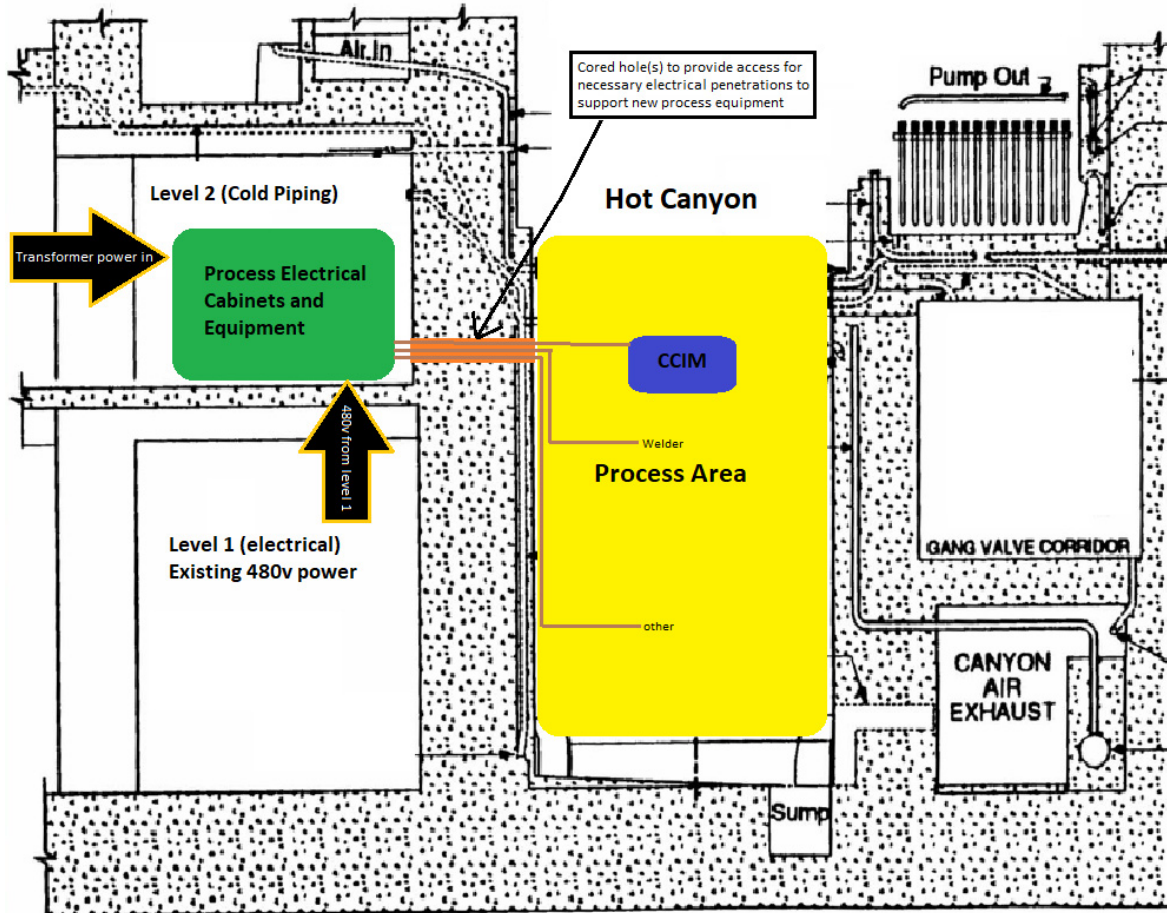 Air In
Cored hole(s) to provide access for
necessary electrical penetrations to
support new process equipment
Pump Out
Level 2 (Cold Piping)
Hot Canyon
Transformer power in
Process Electrical
Cabinets and
Equipment
CCIM
480v from level 1
Welder
Process Area
Level 1 (electrical)
Existing 480v power
GANG VALVE CORRIDOR
other
CANYON
AIR
EXHAUST
Sump